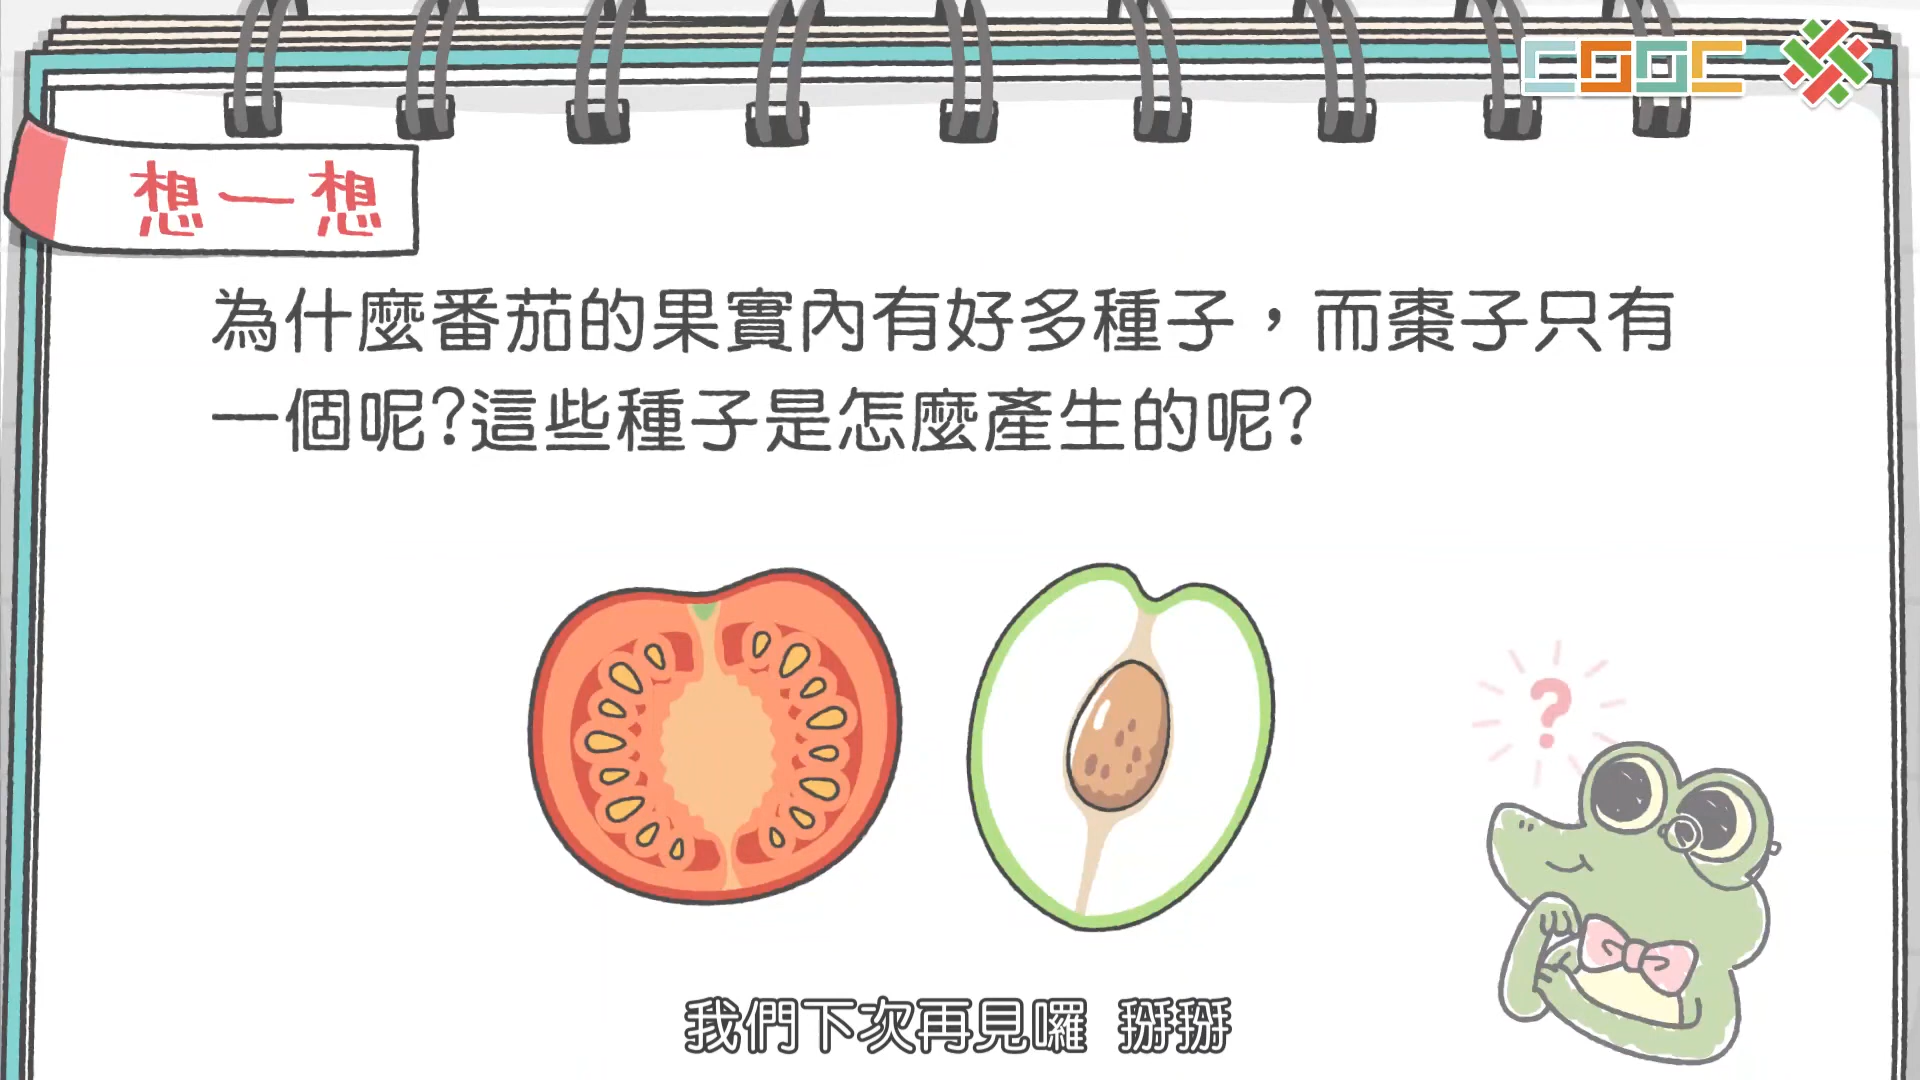 想一想
為什麼番茄的果實內有好多種子，而棗子只有
一個呢?這些種子是怎麼產生的呢?
?
我們下次再見囉 掰掰